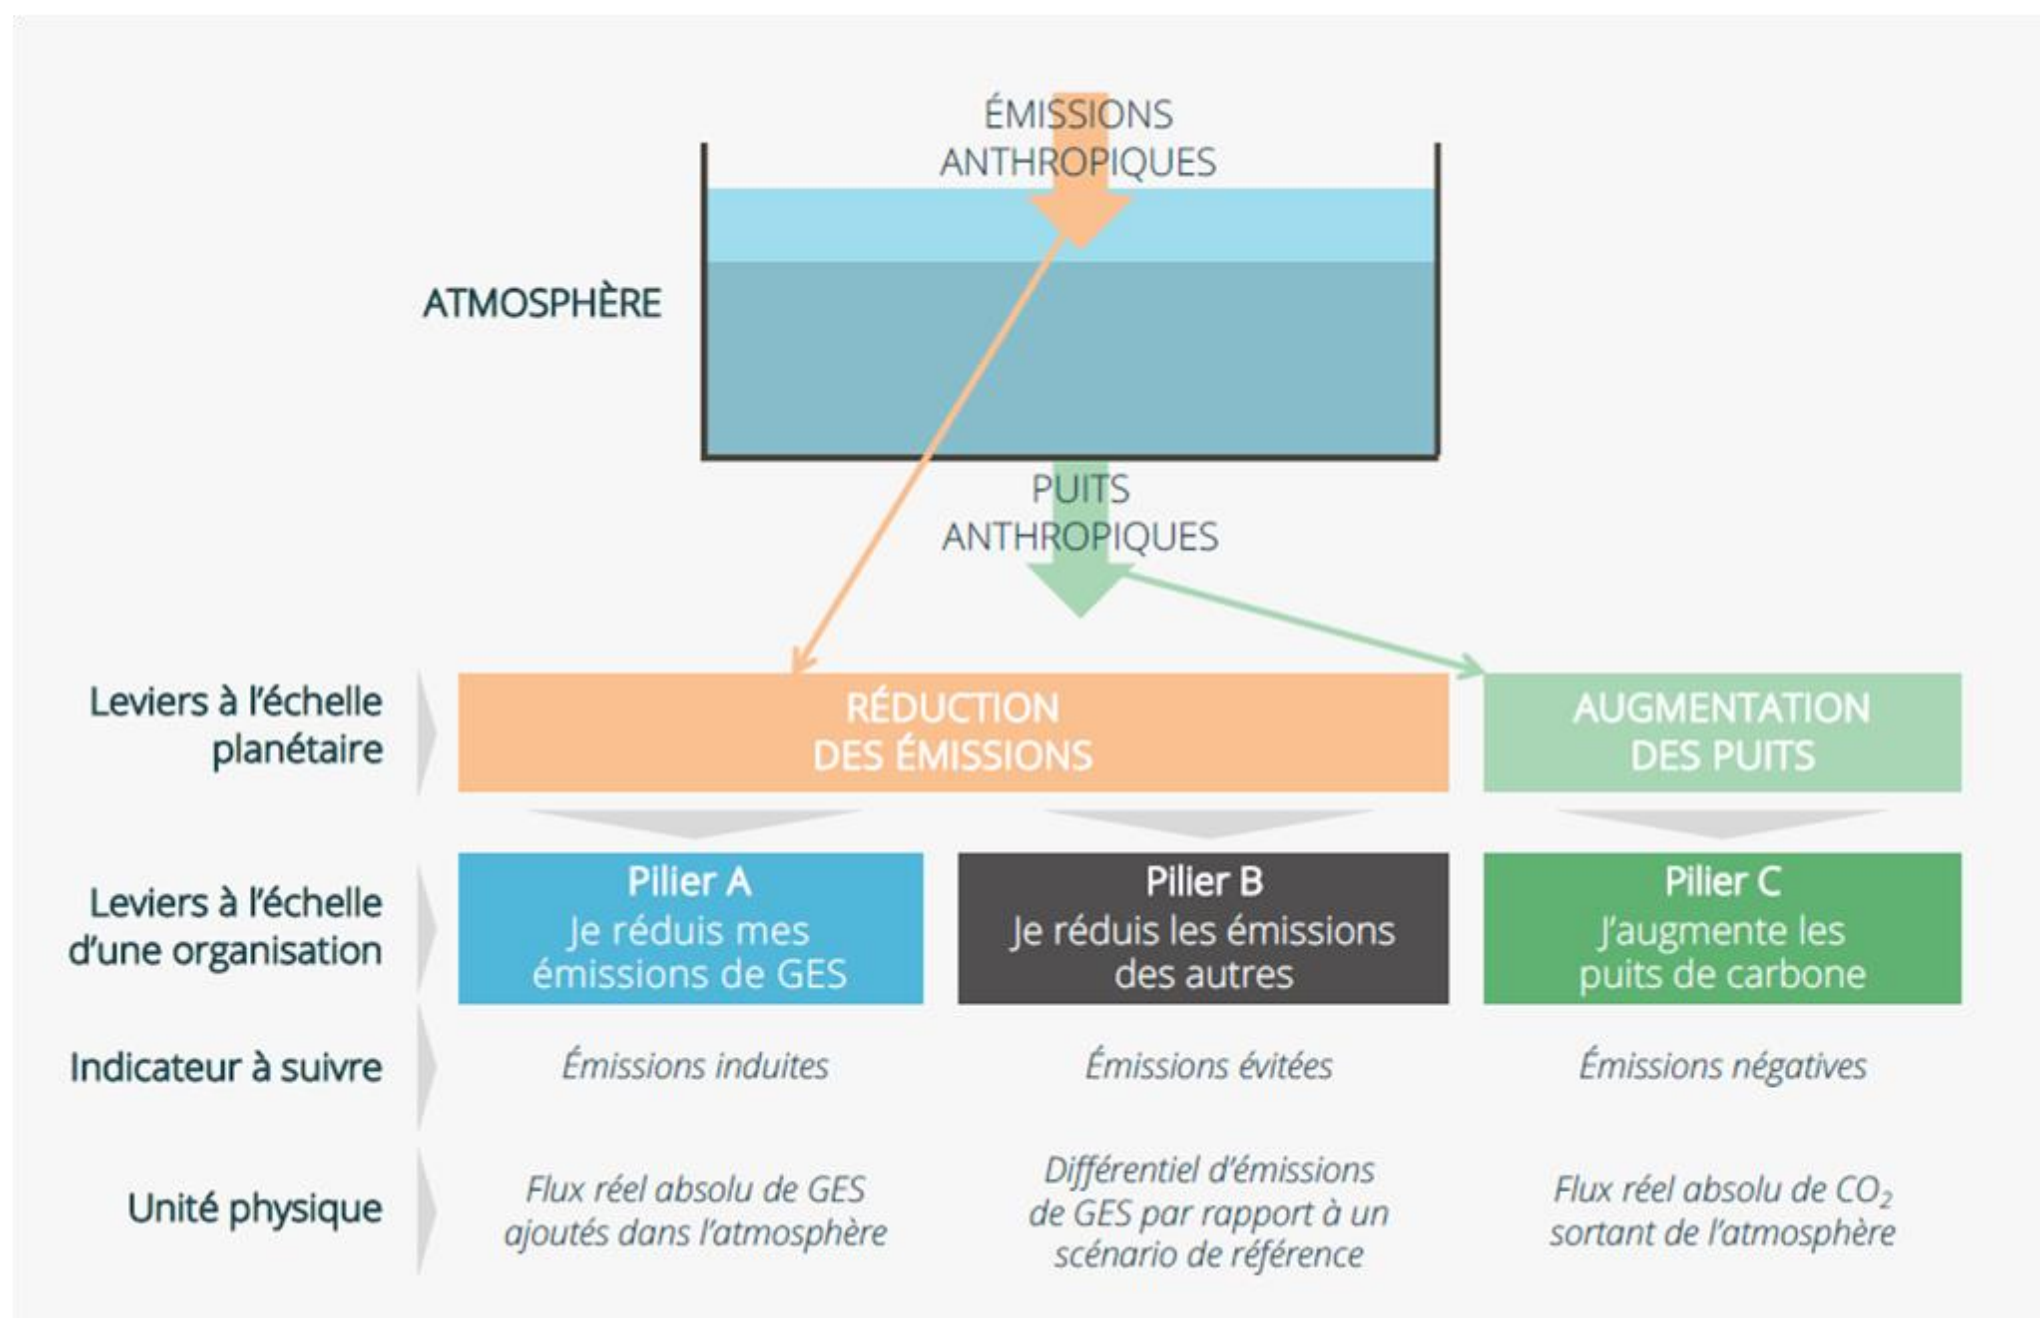 ÉMISSIONS
ANTHROPIQUES
ATMOSPHÈRE
PUITS
ANTHROPIQUES
Leviers à l’échelle
planétaire
RÉDUCTION
DES ÉMISSIONS
AUGMENTATION
DES PUITS
Leviers à l’échelle
d’une organisation
Pilier A
Je réduis mes
émissions de GES
Pilier B
Je réduis les émissions
des autres
Pilier C
J’augmente les
puits de carbone
Indicateur à suivre
Émissions induites
Émissions évitées
Émissions négatives
Unité physique
Flux réel absolu de GES
ajoutés dans l’atmosphère
Différentiel d’émissions
de GES par rapport à un
scénario de référence
Flux réel absolu de CO₂
sortant de l’atmosphère